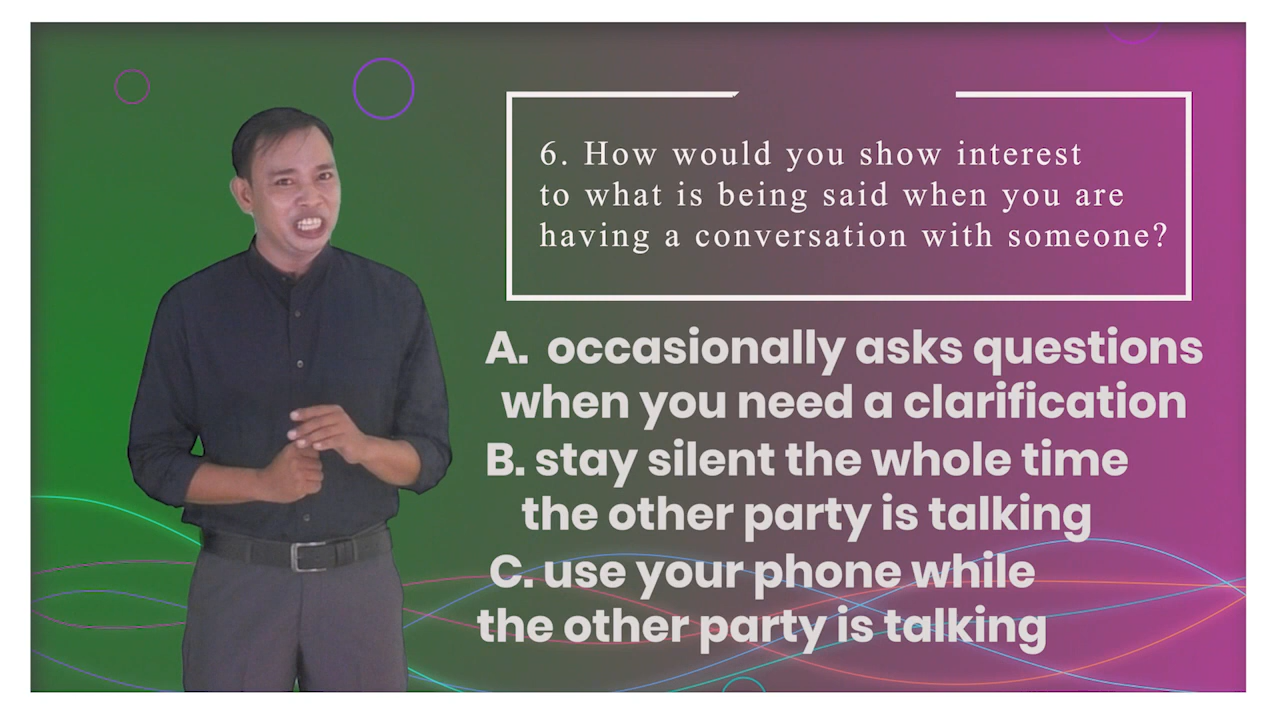 6. How would you show interest
to what is being said when you are
having a conversation with someone?
A. occasionally asks questions
when you need a clarification
B. stay silent the whole time
the other party is talking
C. use your phone while
the other party is talking